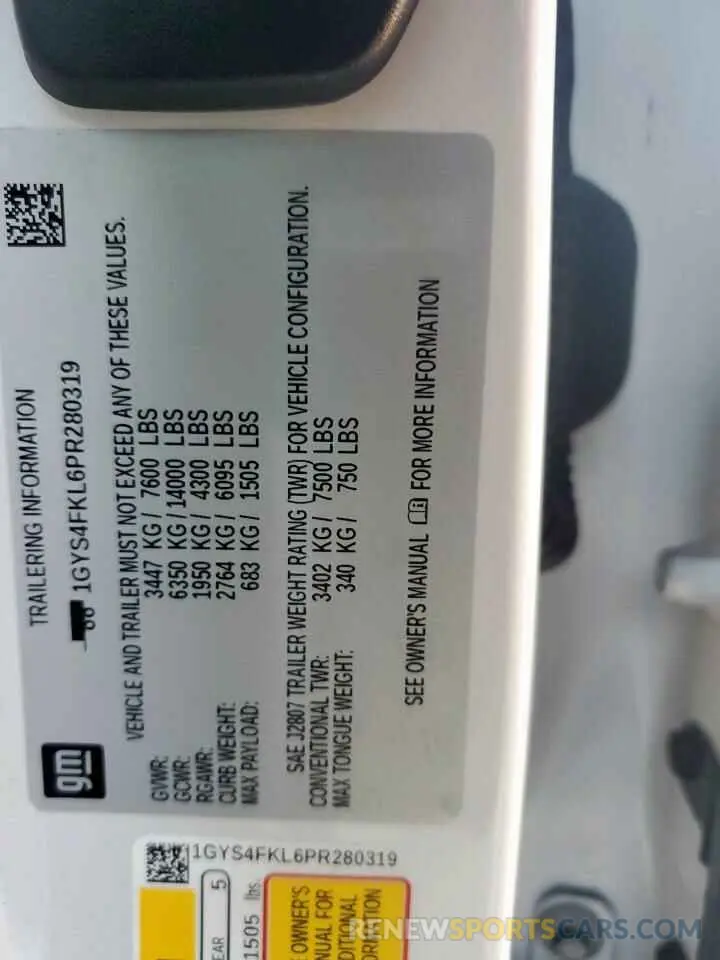 TRAILERING INFORMATION
1GYS4FKL6PR280319
VEHICLE AND TRAILER MUST NOT EXCEED ANY OF THESE VALUES.
GVWR: 3447 KG / 7600 LBS
GCWR: 6350 KG / 14000 LBS
RGAWR: 1950 KG / 4300 LBS
CURB WEIGHT: 2764 KG / 6095 LBS
MAX PAYLOAD: 683 KG / 1505 LBS
SAE J2807 TRAILER WEIGHT RATING (TWR) FOR VEHICLE CONFIGURATION.
CONVENTIONAL TWR: 3402 KG / 7500 LBS
MAX TONGUE WEIGHT: 340 KG / 750 LBS
SEE OWNER'S MANUAL FOR MORE INFORMATION
gm
1GYS4FKL6PR280319
EAR 5
1505 lbs
OWNER'S
NUAL FOR
DITIONAL
ORMATION
RENEWSPORTSCARS.COM